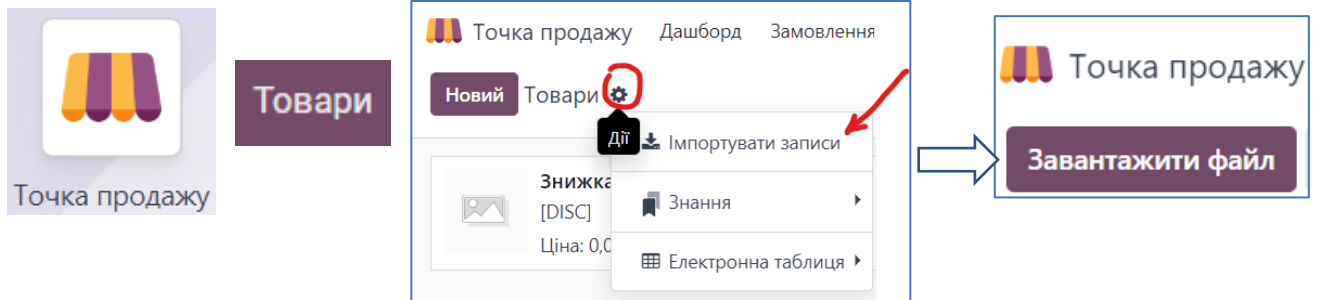 Точка продажу
Товари
Точка продажу Дашборд Замовлення
Новий Товари
Дії
Імпортувати записи
Знижка
[DISC]
Ціна: 0,0
Знання
Електронна таблиця
Точка продажу
Завантажити файл